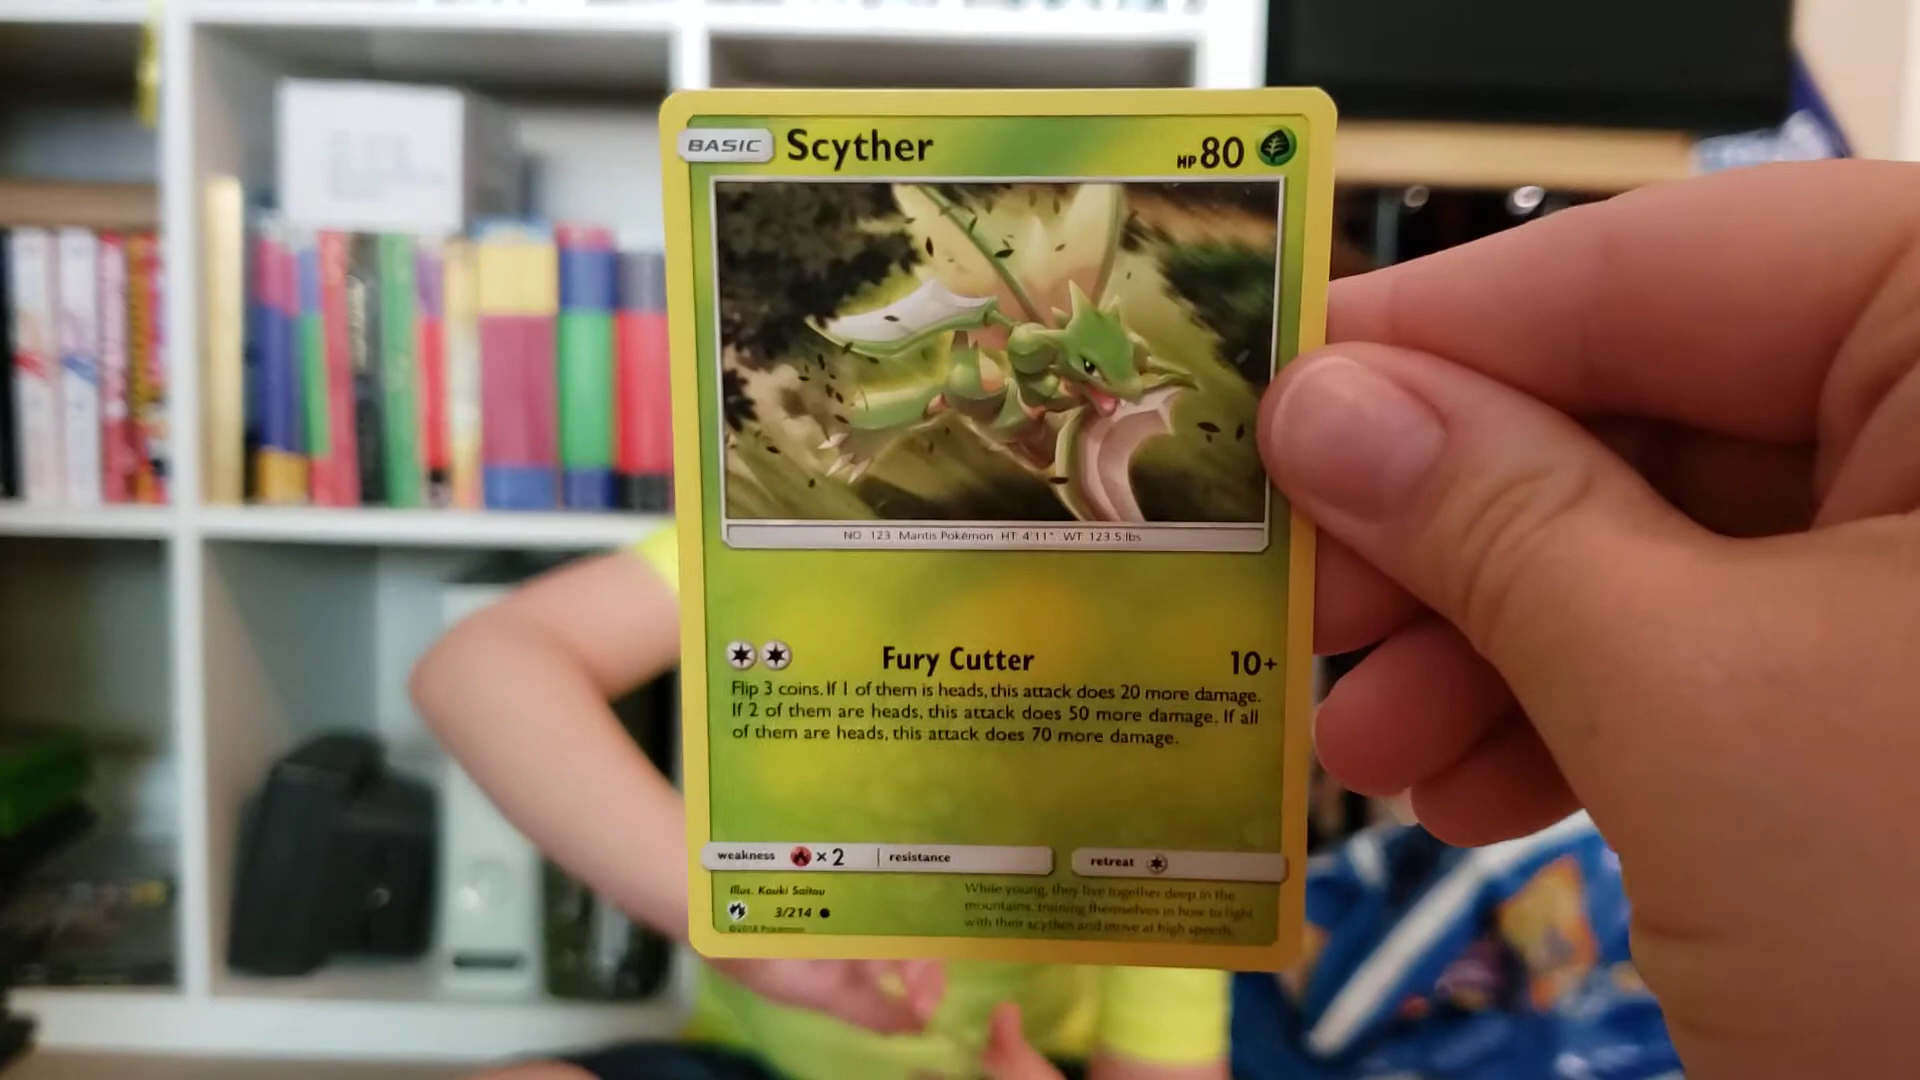 BASIC Scyther HP 80
NO. 123 Mantis Pokémon HT: 4'11" WT: 123.5 lbs
Fury Cutter 10+
Flip 3 coins. If 1 of them is heads, this attack does 20 more damage.
If 2 of them are heads, this attack does 50 more damage. If all
of them are heads, this attack does 70 more damage.
weakness ×2 resistance retreat
Illus. Kouki Saitou
3/214
©2018 Pokémon
While young, they live together deep in the
mountains, training themselves in how to fight
with their scythes and move at high speeds.